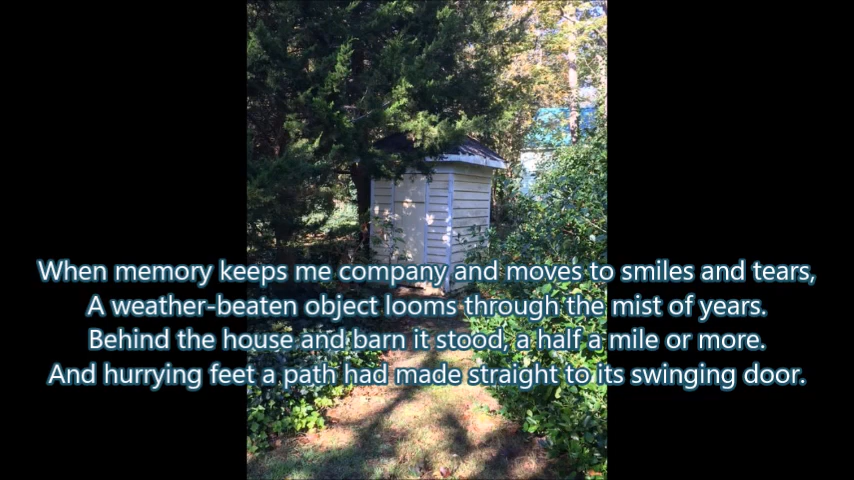 When memory keeps me company and moves to smiles and tears,
A weather-beaten object looms through the mist of years.
Behind the house and barn it stood, a half a mile or more.
And hurrying feet a path had made straight to its swinging door.